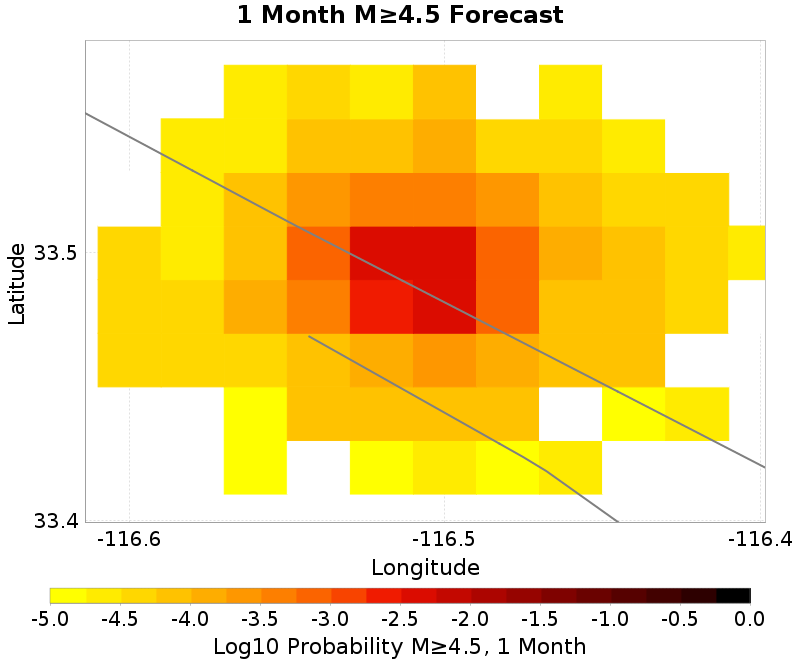 1 Month M≥4.5 Forecast
Latitude
33.5
33.4
-116.6 -116.5 -116.4
Longitude
-5.0 -4.5 -4.0 -3.5 -3.0 -2.5 -2.0 -1.5 -1.0 -0.5 0.0
Log10 Probability M≥4.5, 1 Month